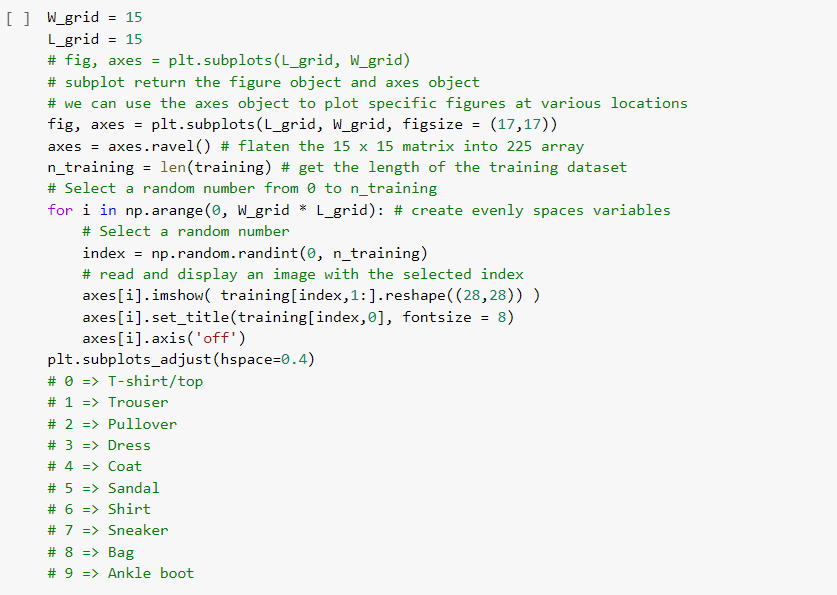 [ ] W_grid = 15
L_grid = 15
# fig, axes = plt.subplots(L_grid, W_grid)
# subplot return the figure object and axes object
# we can use the axes object to plot specific figures at various locations
fig, axes = plt.subplots(L_grid, W_grid, figsize = (17,17))
axes = axes.ravel() # flaten the 15 x 15 matrix into 225 array
n_training = len(training) # get the length of the training dataset
# Select a random number from 0 to n_training
for i in np.arange(0, W_grid * L_grid): # create evenly spaces variables
    # Select a random number
    index = np.random.randint(0, n_training)
    # read and display an image with the selected index
    axes[i].imshow( training[index,1:].reshape((28,28)) )
    axes[i].set_title(training[index,0], fontsize = 8)
    axes[i].axis('off')
plt.subplots_adjust(hspace=0.4)
# 0 => T-shirt/top
# 1 => Trouser
# 2 => Pullover
# 3 => Dress
# 4 => Coat
# 5 => Sandal
# 6 => Shirt
# 7 => Sneaker
# 8 => Bag
# 9 => Ankle boot